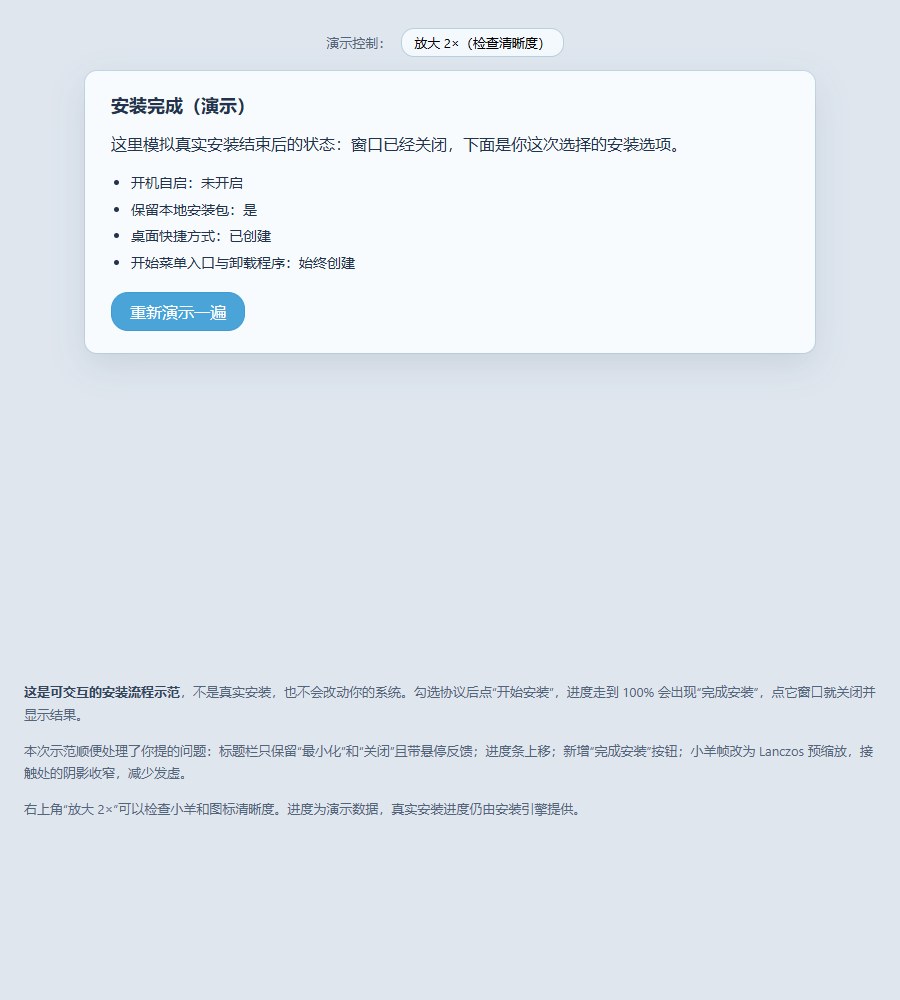 演示控制：
放大 2×（检查清晰度）
安装完成（演示）
这里模拟真实安装结束后的状态：窗口已经关闭，下面是你这次选择的安装选项。
开机自启：未开启
保留本地安装包：是
桌面快捷方式：已创建
开始菜单入口与卸载程序：始终创建
重新演示一遍
这是可交互的安装流程示范，不是真实安装，也不会改动你的系统。勾选协议后点“开始安装”，进度走到 100% 会出现“完成安装”，点它窗口就关闭并
显示结果。
本次示范顺便处理了你提的问题：标题栏只保留“最小化”和“关闭”且带悬停反馈；进度条上移；新增“完成安装”按钮；小羊帧改为 Lanczos 预缩放，接
触处的阴影收窄，减少发虚。
右上角“放大 2×”可以检查小羊和图标清晰度。进度为演示数据，真实安装进度仍由安装引擎提供。